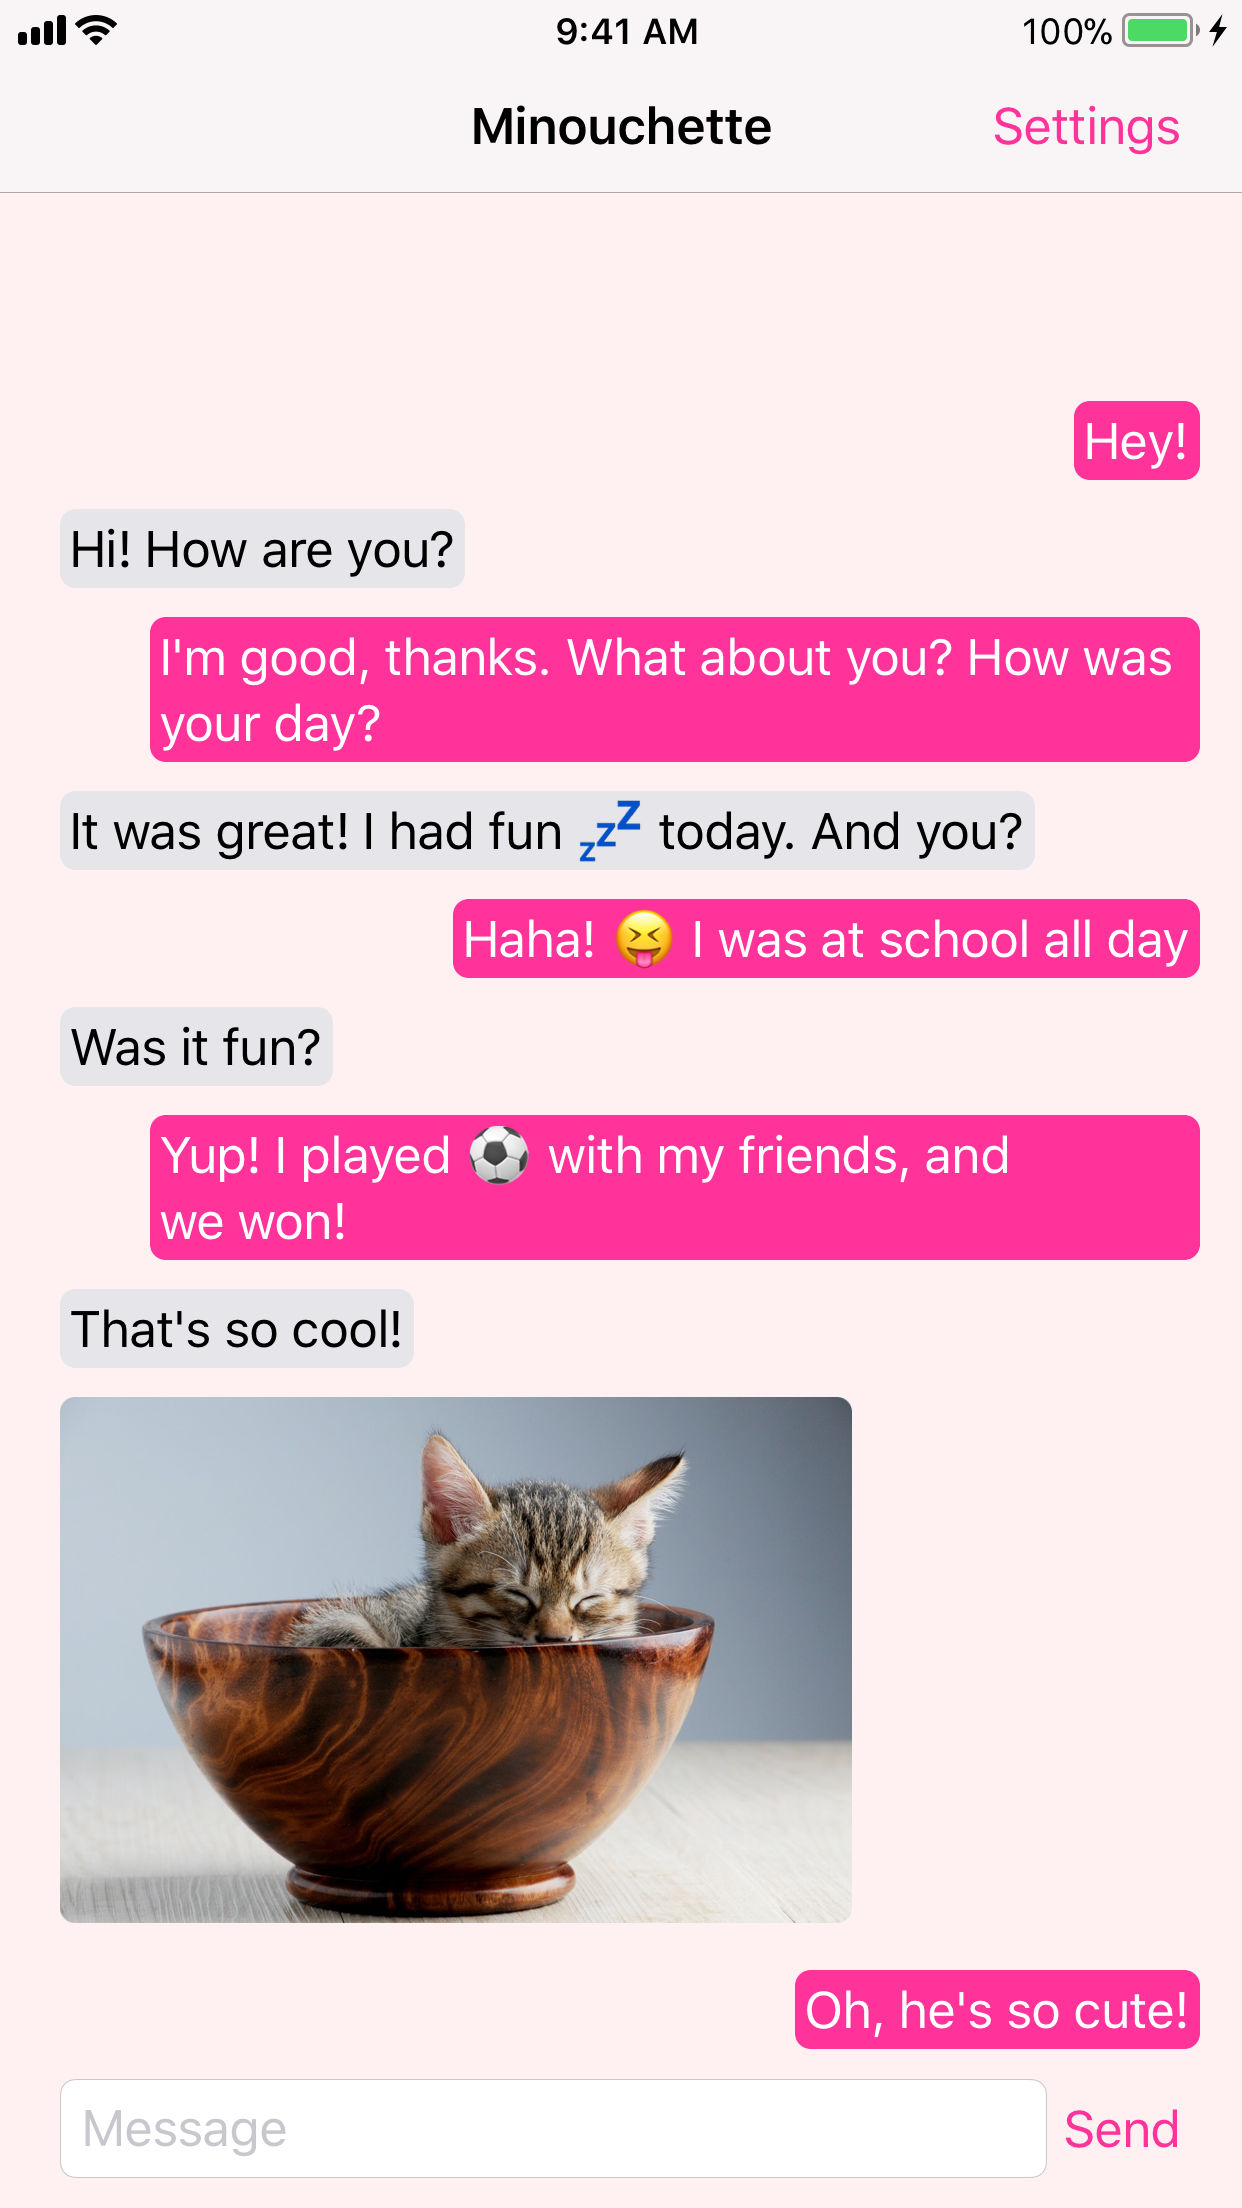 9:41 AM
100%
Minouchette
Settings
Hey!
Hi! How are you?
I'm good, thanks. What about you? How was
your day?
It was great! I had fun 💤 today. And you?
Haha! 😝 I was at school all day
Was it fun?
Yup! I played ⚽ with my friends, and
we won!
That's so cool!
Oh, he's so cute!
Message
Send